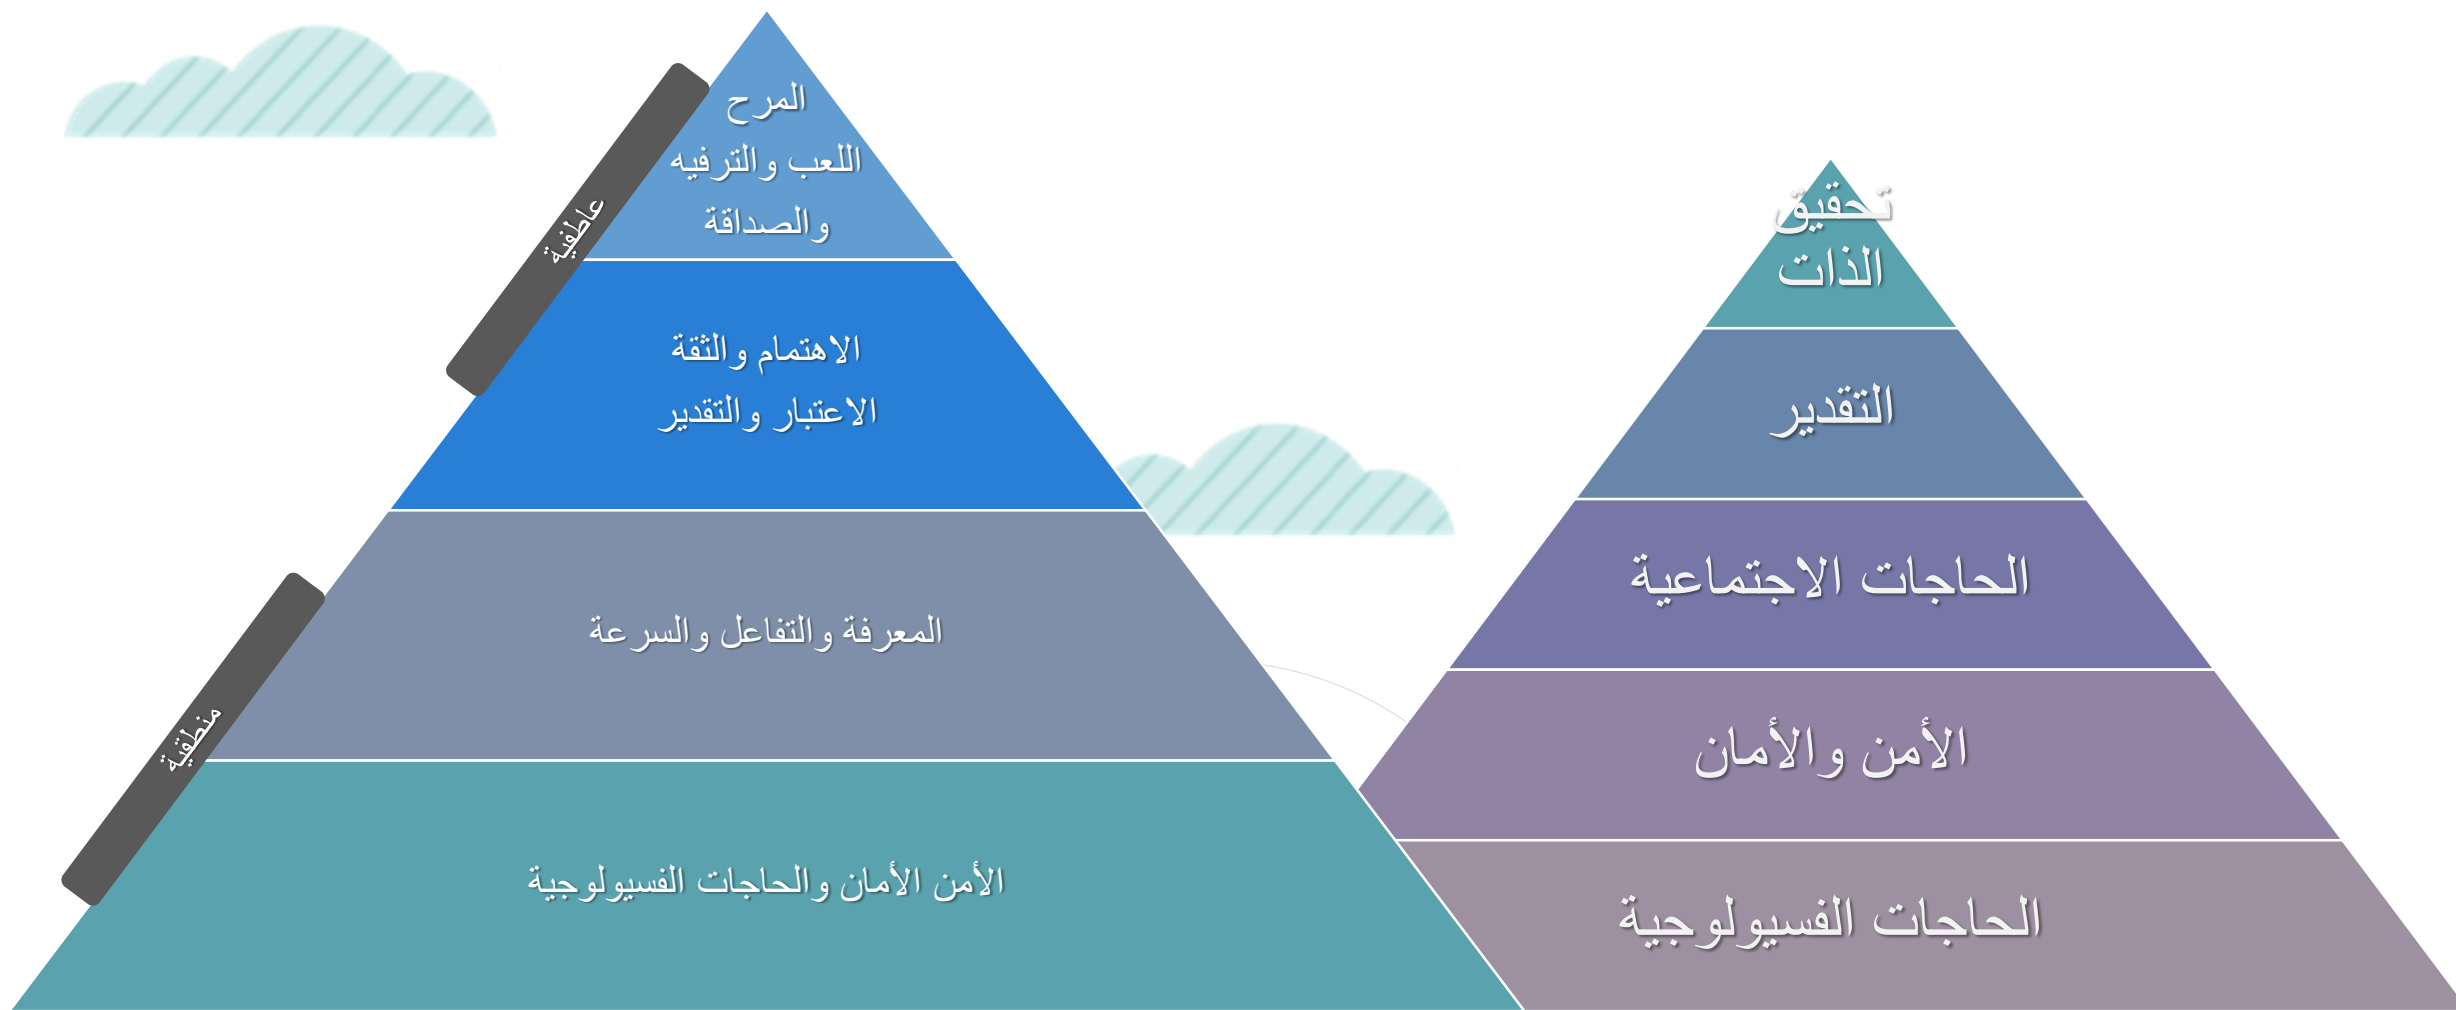 المرح
اللعب والترفيه
والصداقة
الاهتمام والثقة
الاعتبار والتقدير
المعرفة والتفاعل والسرعة
الأمن الأمان والحاجات الفسيولوجية
عاطفية
منطقية
تحقيق
الذات
التقدير
الحاجات الاجتماعية
الأمن والأمان
الحاجات الفسيولوجية